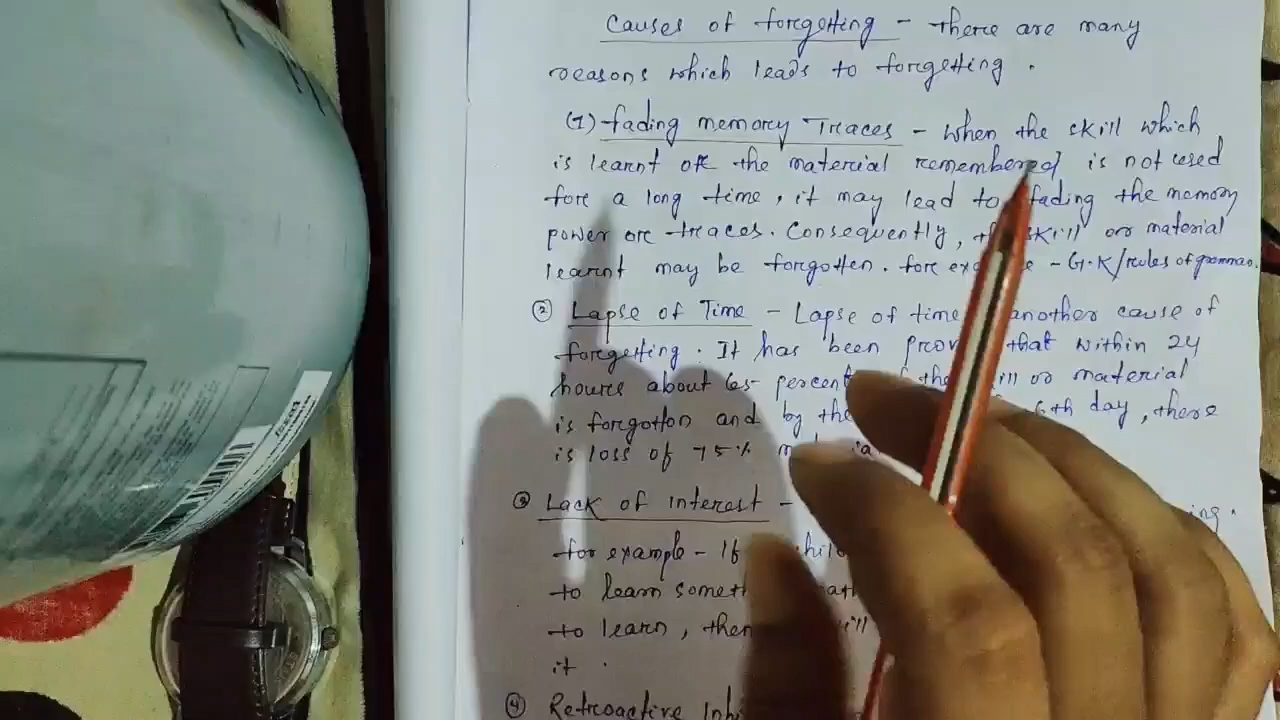 Causes of forgetting - there are many
reasons which leads to forgetting.
(1) fading memory Traces - when the skill which
is learnt or the material remembered is not used
for a long time, it may lead to fading the memory
power or traces. Consequently, skill or material
learnt may be forgotten. for - G.K/rules of grammar.
② Lapse of Time - Lapse of time another cause of
forgetting. It has been that within 24
hours about 65 percent or material
is forgotten and by the 6th day, there
is loss of 75%
③ Lack of interest -
for example - If
to learn
to learn, then
it.
④ Retroactive